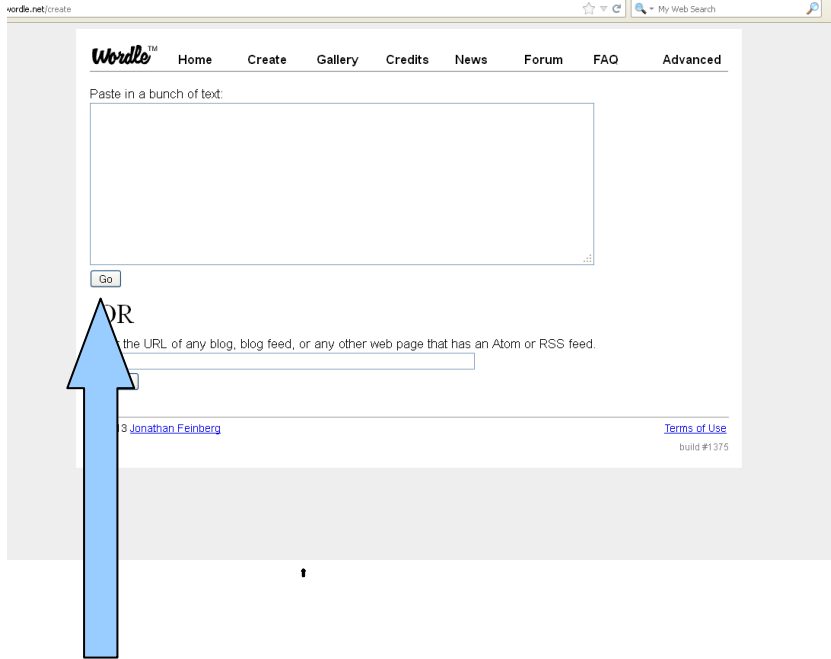 wordle.net/create
My Web Search
Wordle™ Home Create Gallery Credits News Forum FAQ Advanced
Paste in a bunch of text:
Go
OR
the URL of any blog, blog feed, or any other web page that has an Atom or RSS feed.
13 Jonathan Feinberg
Terms of Use
build #1375